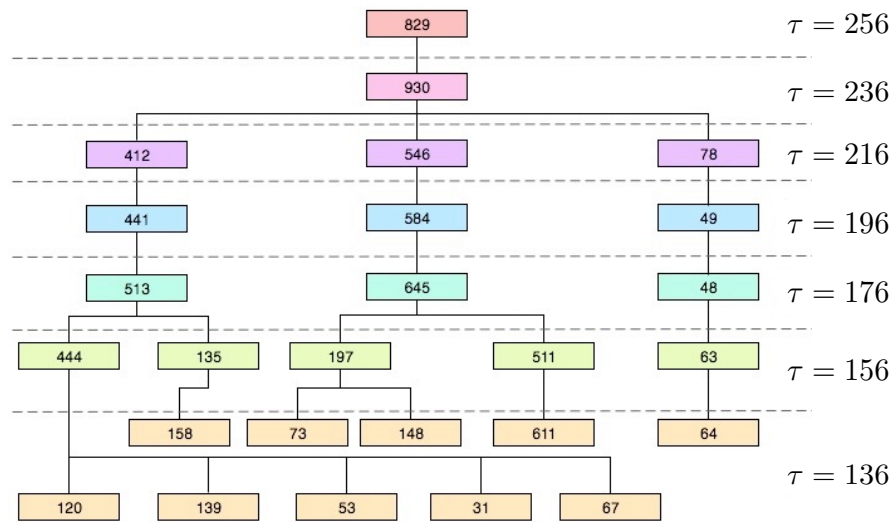 829 τ = 256
930 τ = 236
412 546 78 τ = 216
441 584 49 τ = 196
513 645 48 τ = 176
444 135 197 511 63 τ = 156
158 73 148 611 64
τ = 136
120 139 53 31 67